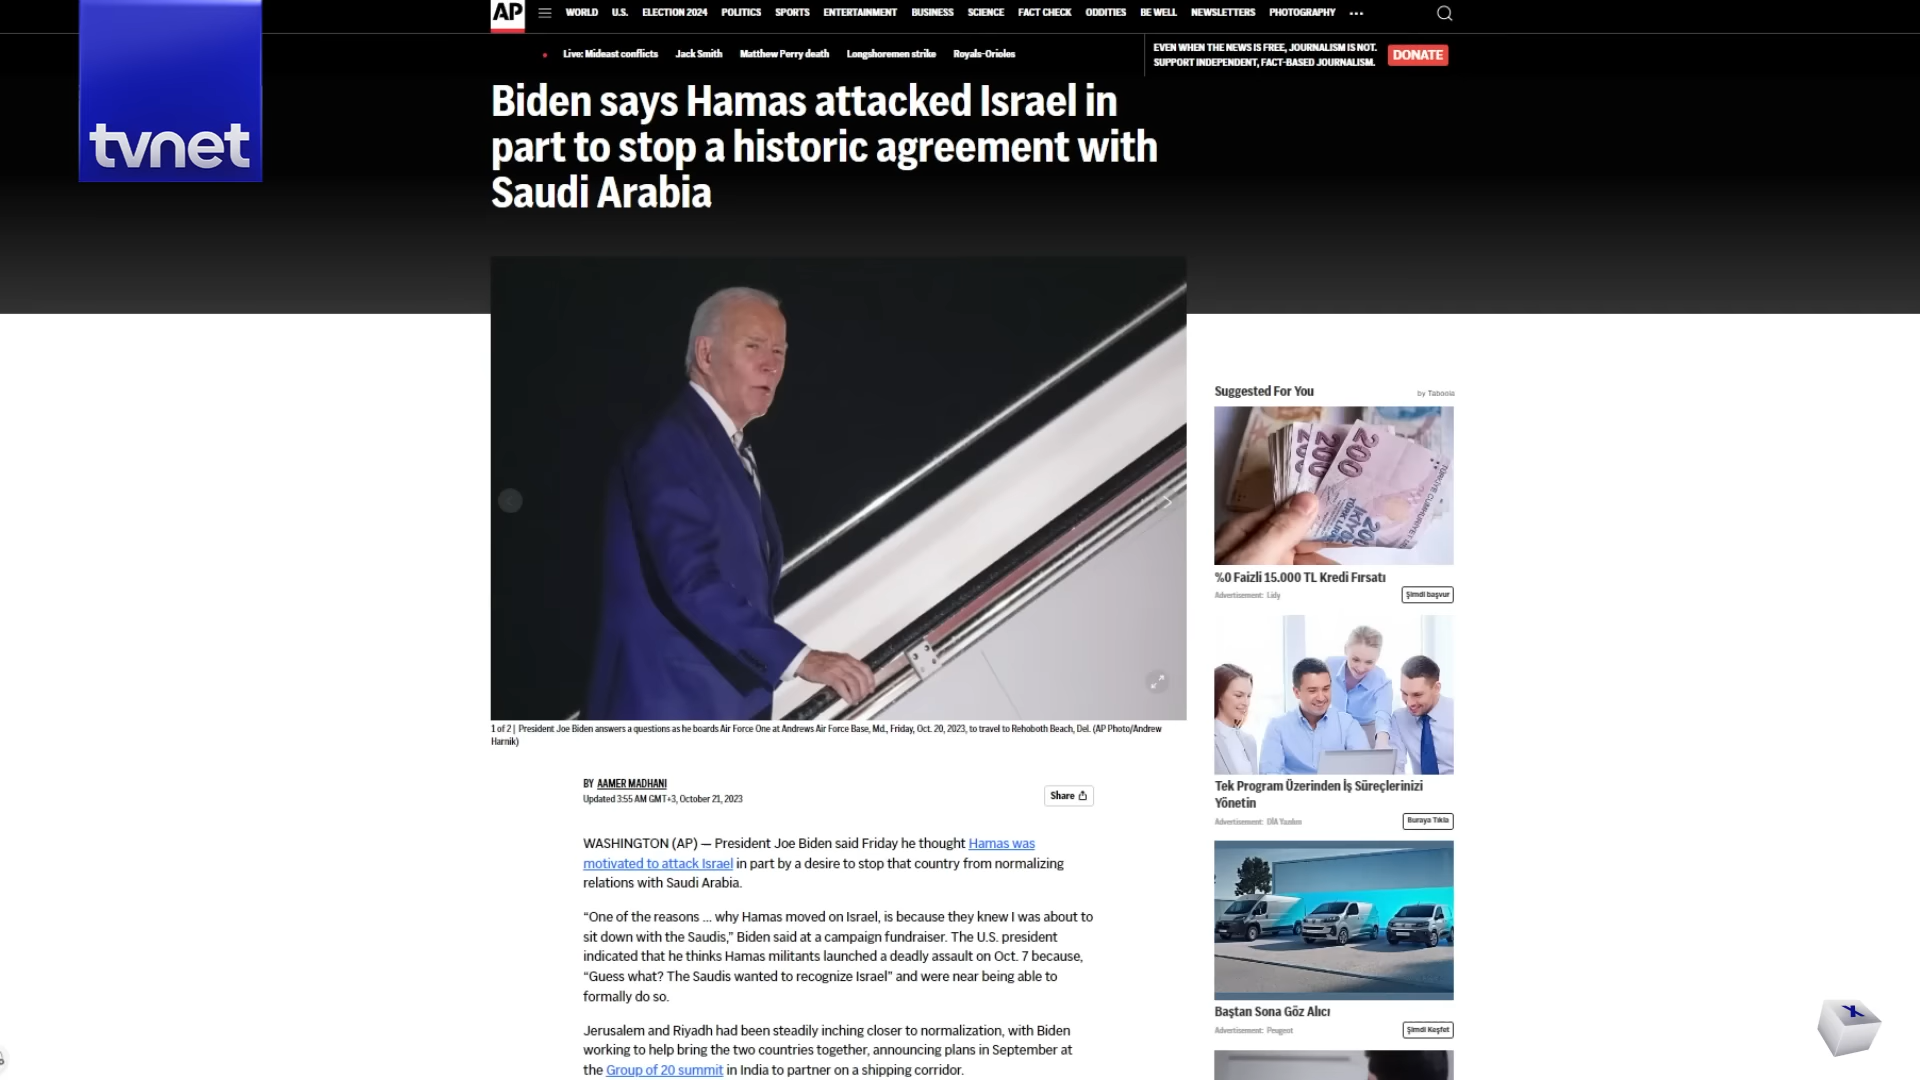 tvnet
AP
WORLD U.S. ELECTION 2024 POLITICS SPORTS ENTERTAINMENT BUSINESS SCIENCE FACT CHECK ODDITIES BE WELL NEWSLETTERS PHOTOGRAPHY ...
Live: Mideast conflicts Jack Smith Matthew Perry death Longshoremen strike Royals-Orioles
EVEN WHEN THE NEWS IS FREE, JOURNALISM IS NOT.
SUPPORT INDEPENDENT, FACT-BASED JOURNALISM.
DONATE
Biden says Hamas attacked Israel in
part to stop a historic agreement with
Saudi Arabia
1 of 2 | President Joe Biden answers a questions as he boards Air Force One at Andrews Air Force Base, Md., Friday, Oct. 20, 2023, to travel to Rehoboth Beach, Del. (AP Photo/Andrew
Harnik)
BY AAMER MADHANI
Updated 3:55 AM GMT+3, October 21, 2023
Share
WASHINGTON (AP) — President Joe Biden said Friday he thought Hamas was
motivated to attack Israel in part by a desire to stop that country from normalizing
relations with Saudi Arabia.
“One of the reasons ... why Hamas moved on Israel, is because they knew I was about to
sit down with the Saudis,” Biden said at a campaign fundraiser. The U.S. president
indicated that he thinks Hamas militants launched a deadly assault on Oct. 7 because,
“Guess what? The Saudis wanted to recognize Israel” and were near being able to
formally do so.
Jerusalem and Riyadh had been steadily inching closer to normalization, with Biden
working to help bring the two countries together, announcing plans in September at
the Group of 20 summit in India to partner on a shipping corridor.
Suggested For You
by Taboola
200
200
200
%0 Faizli 15.000 TL Kredi Fırsatı
Advertisement: Lidy
Şimdi başvur
Tek Program Üzerinden İş Süreçlerinizi
Yönetin
Advertisement: DİA Yazılım
Buraya Tıkla
Baştan Sona Göz Alıcı
Advertisement: Peugeot
Şimdi Keşfet